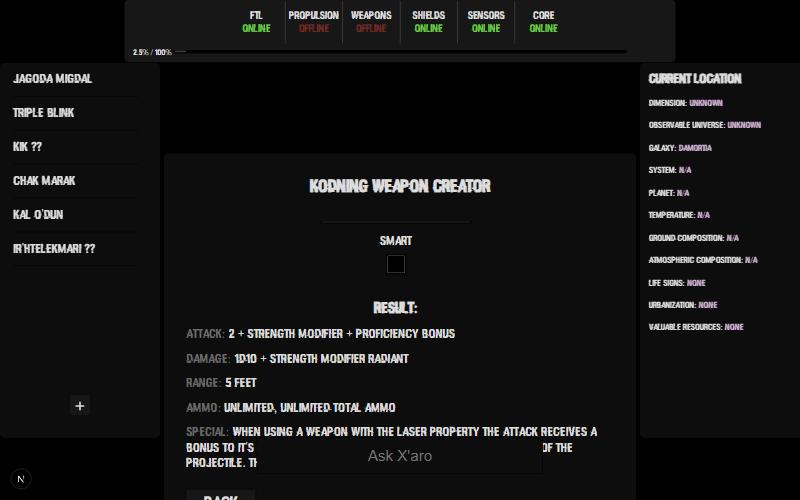 FTL PROPULSION WEAPONS SHIELDS SENSORS CORE
ONLINE OFFLINE OFFLINE ONLINE ONLINE ONLINE
2.5% / 100%
JAGODA MIGDAL
TRIPLE BLINK
KIK ??
CHAK MARAK
KAL O'DUN
IR'HTELEKMARI ??
+
KODNING WEAPON CREATOR
SMART
RESULT:
ATTACK: 2 + STRENGTH MODIFIER + PROFICIENCY BONUS
DAMAGE: 1D10 + STRENGTH MODIFIER RADIANT
RANGE: 5 FEET
AMMO: UNLIMITED, UNLIMITED TOTAL AMMO
SPECIAL: WHEN USING A WEAPON WITH THE LASER PROPERTY THE ATTACK RECEIVES A
BONUS TO IT'S OF THE
PROJECTILE.
Ask X'aro
BACK
CURRENT LOCATION
DIMENSION: UNKNOWN
OBSERVABLE UNIVERSE: UNKNOWN
GALAXY: DAMORTIA
SYSTEM: N/A
PLANET: N/A
TEMPERATURE: N/A
GROUND COMPOSITION: N/A
ATMOSPHERIC COMPOSITION: N/A
LIFE SIGNS: NONE
URBANIZATION: NONE
VALUABLE RESOURCES: NONE
N